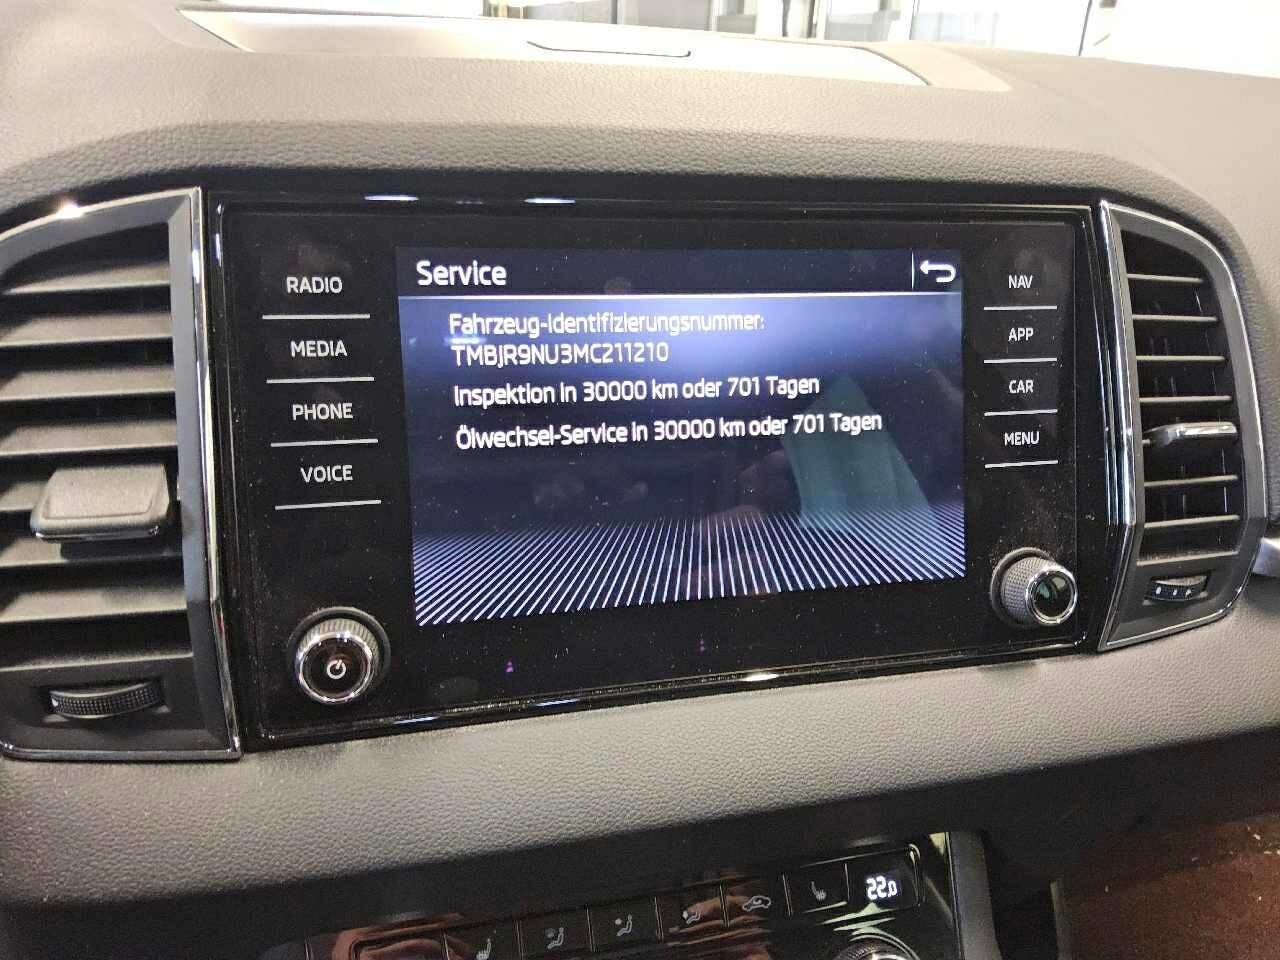 Service
Fahrzeug-Identifizierungsnummer:
TMBJR9NU3MC211210
Inspektion in 30000 km oder 701 Tagen
Ölwechsel-Service in 30000 km oder 701 Tagen
RADIO
MEDIA
PHONE
VOICE
NAV
APP
CAR
MENU
22.0